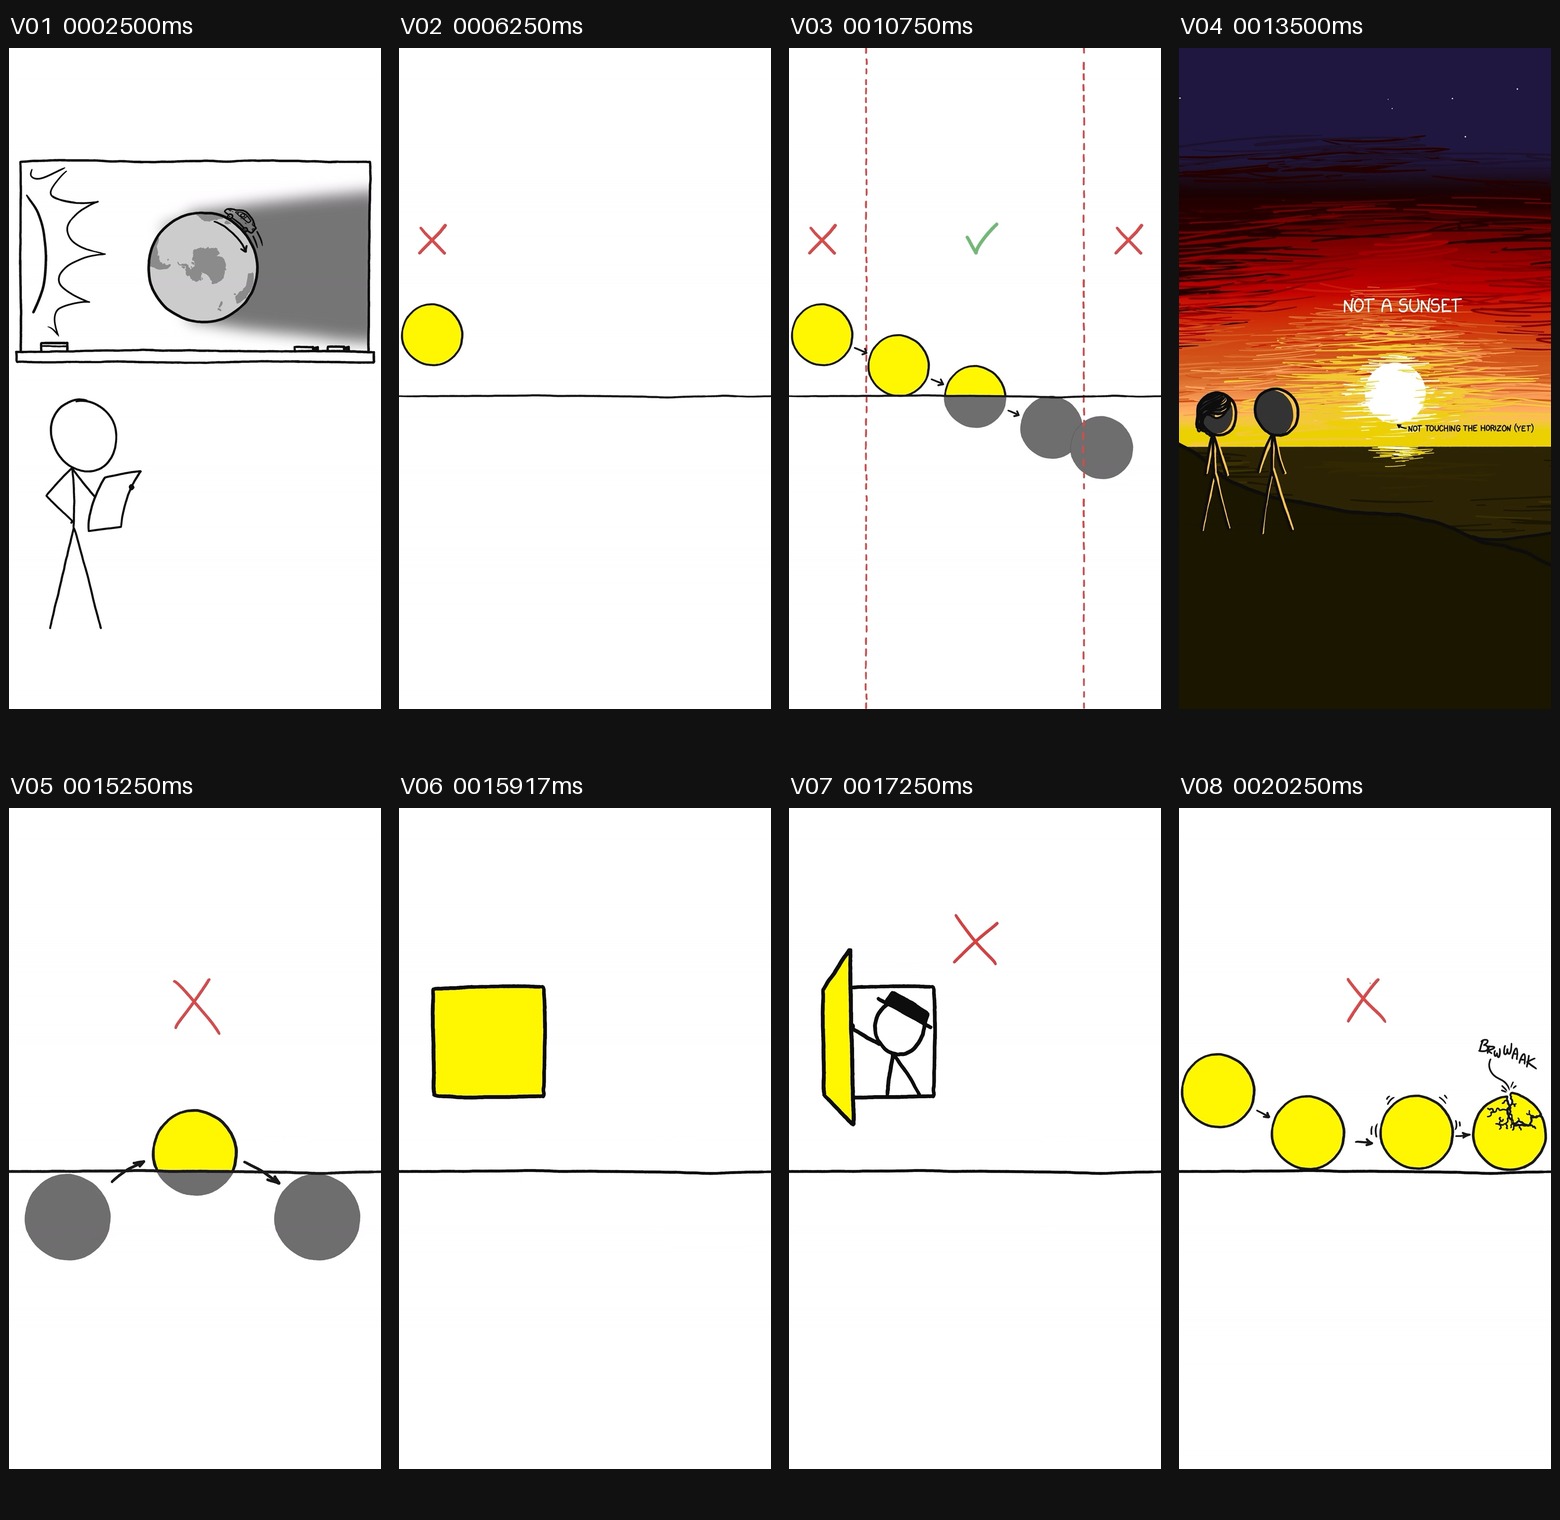 V01 0002500ms
V02 0006250ms
V03 0010750ms
V04 0013500ms
NOT A SUNSET
NOT TOUCHING THE HORIZON (YET)
V05 0015250ms
V06 0015917ms
V07 0017250ms
V08 0020250ms
BRWWAAK